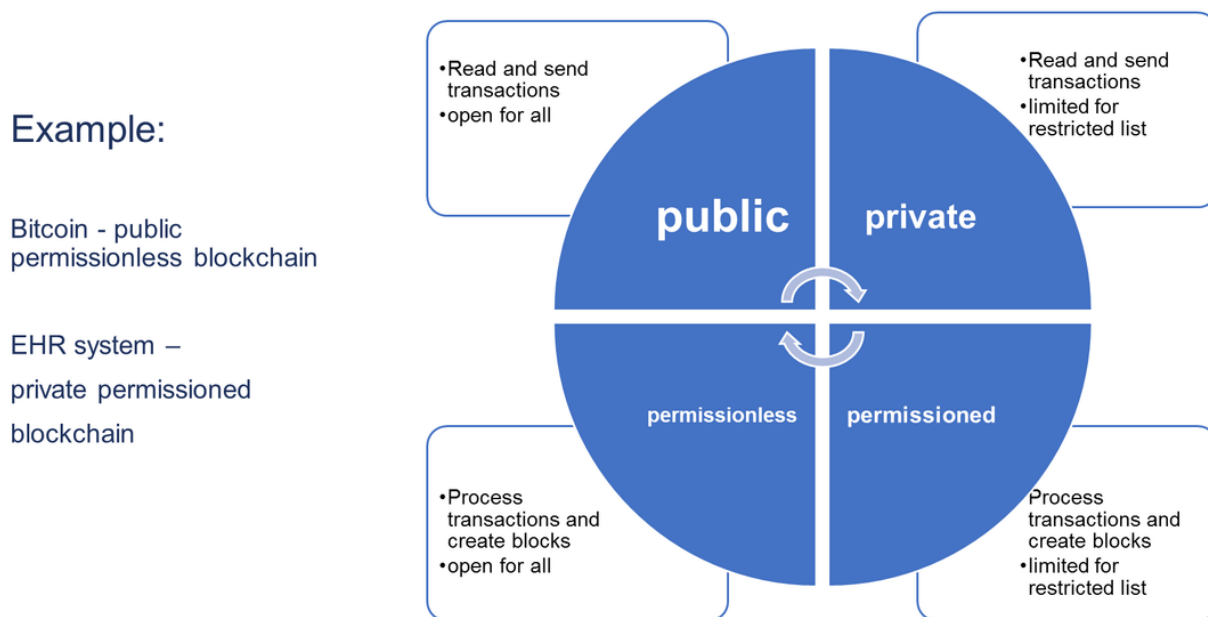 Example:
Bitcoin - public
permissionless blockchain
EHR system –
private permissioned
blockchain
•Read and send
transactions
•open for all
•Read and send
transactions
•limited for
restricted list
public
private
permissionless
permissioned
•Process
transactions and
create blocks
•open for all
•Process
transactions and
create blocks
•limited for
restricted list